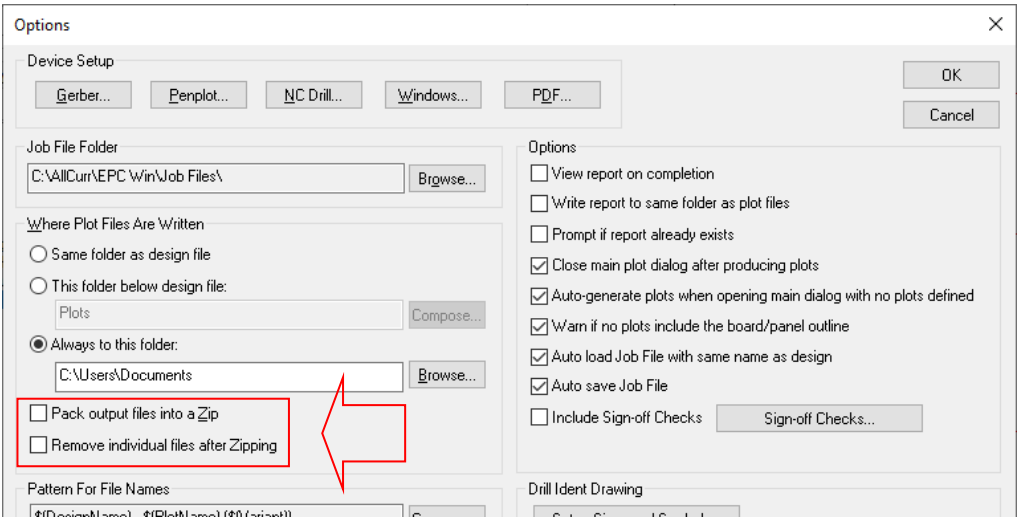 Options
Device Setup
Gerber... Penplot... NC Drill... Windows... PDF...
OK
Cancel
Job File Folder
C:\AllCurr\EPC Win\Job Files\ Browse...
Where Plot Files Are Written
Same folder as design file
This folder below design file:
Plots Compose...
Always to this folder:
C:\Users\Documents Browse...
Pack output files into a Zip
Remove individual files after Zipping
Pattern For File Names
Options
View report on completion
Write report to same folder as plot files
Prompt if report already exists
Close main plot dialog after producing plots
Auto-generate plots when opening main dialog with no plots defined
Warn if no plots include the board/panel outline
Auto load Job File with same name as design
Auto save Job File
Include Sign-off Checks Sign-off Checks...
Drill Ident Drawing